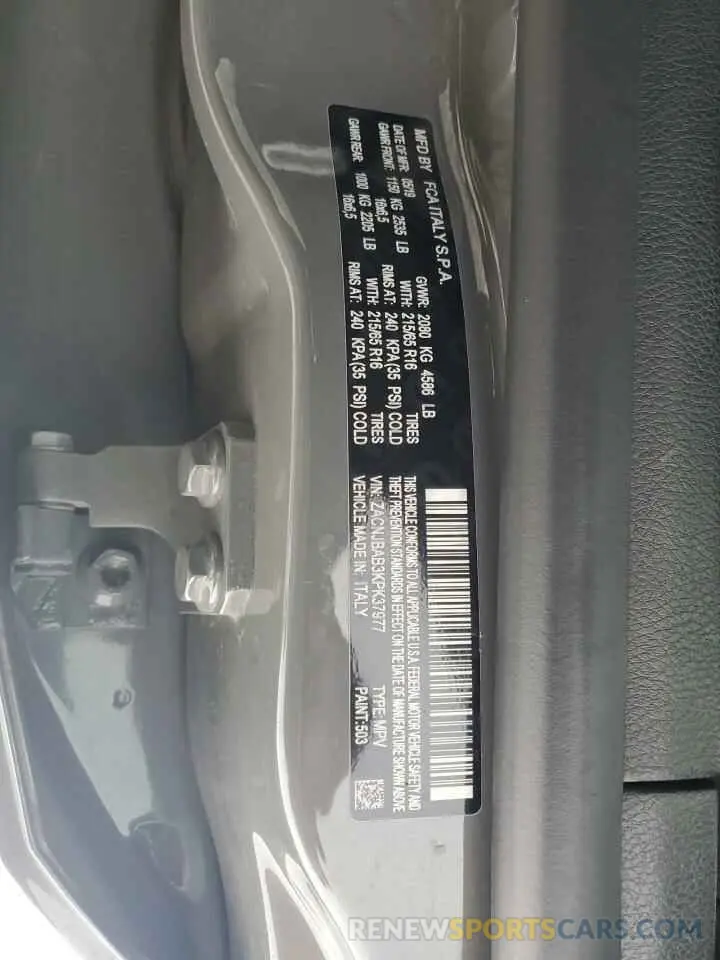 MFD BY FCA ITALY S.P.A.
DATE OF MFR: 05/19 GVWR: 2080 KG 4586 LB
GAWR FRONT: 1150 KG 2535 LB WITH: 215/65 R16 TIRES
16x6,5 RIMS AT: 240 KPA(35 PSI) COLD
GAWR REAR: 1000 KG 2205 LB WITH: 215/65 R16 TIRES
16x6,5 RIMS AT: 240 KPA(35 PSI) COLD
THIS VEHICLE CONFORMS TO ALL APPLICABLE U.S.A. FEDERAL MOTOR VEHICLE SAFETY AND
THEFT PREVENTION STANDARDS IN EFFECT ON THE DATE OF MANUFACTURE SHOWN ABOVE
VIN: ZACNJBAB3KPK37977 TYPE: MPV
VEHICLE MADE IN: ITALY PAINT:503
RENEWSPORTSCARS.COM